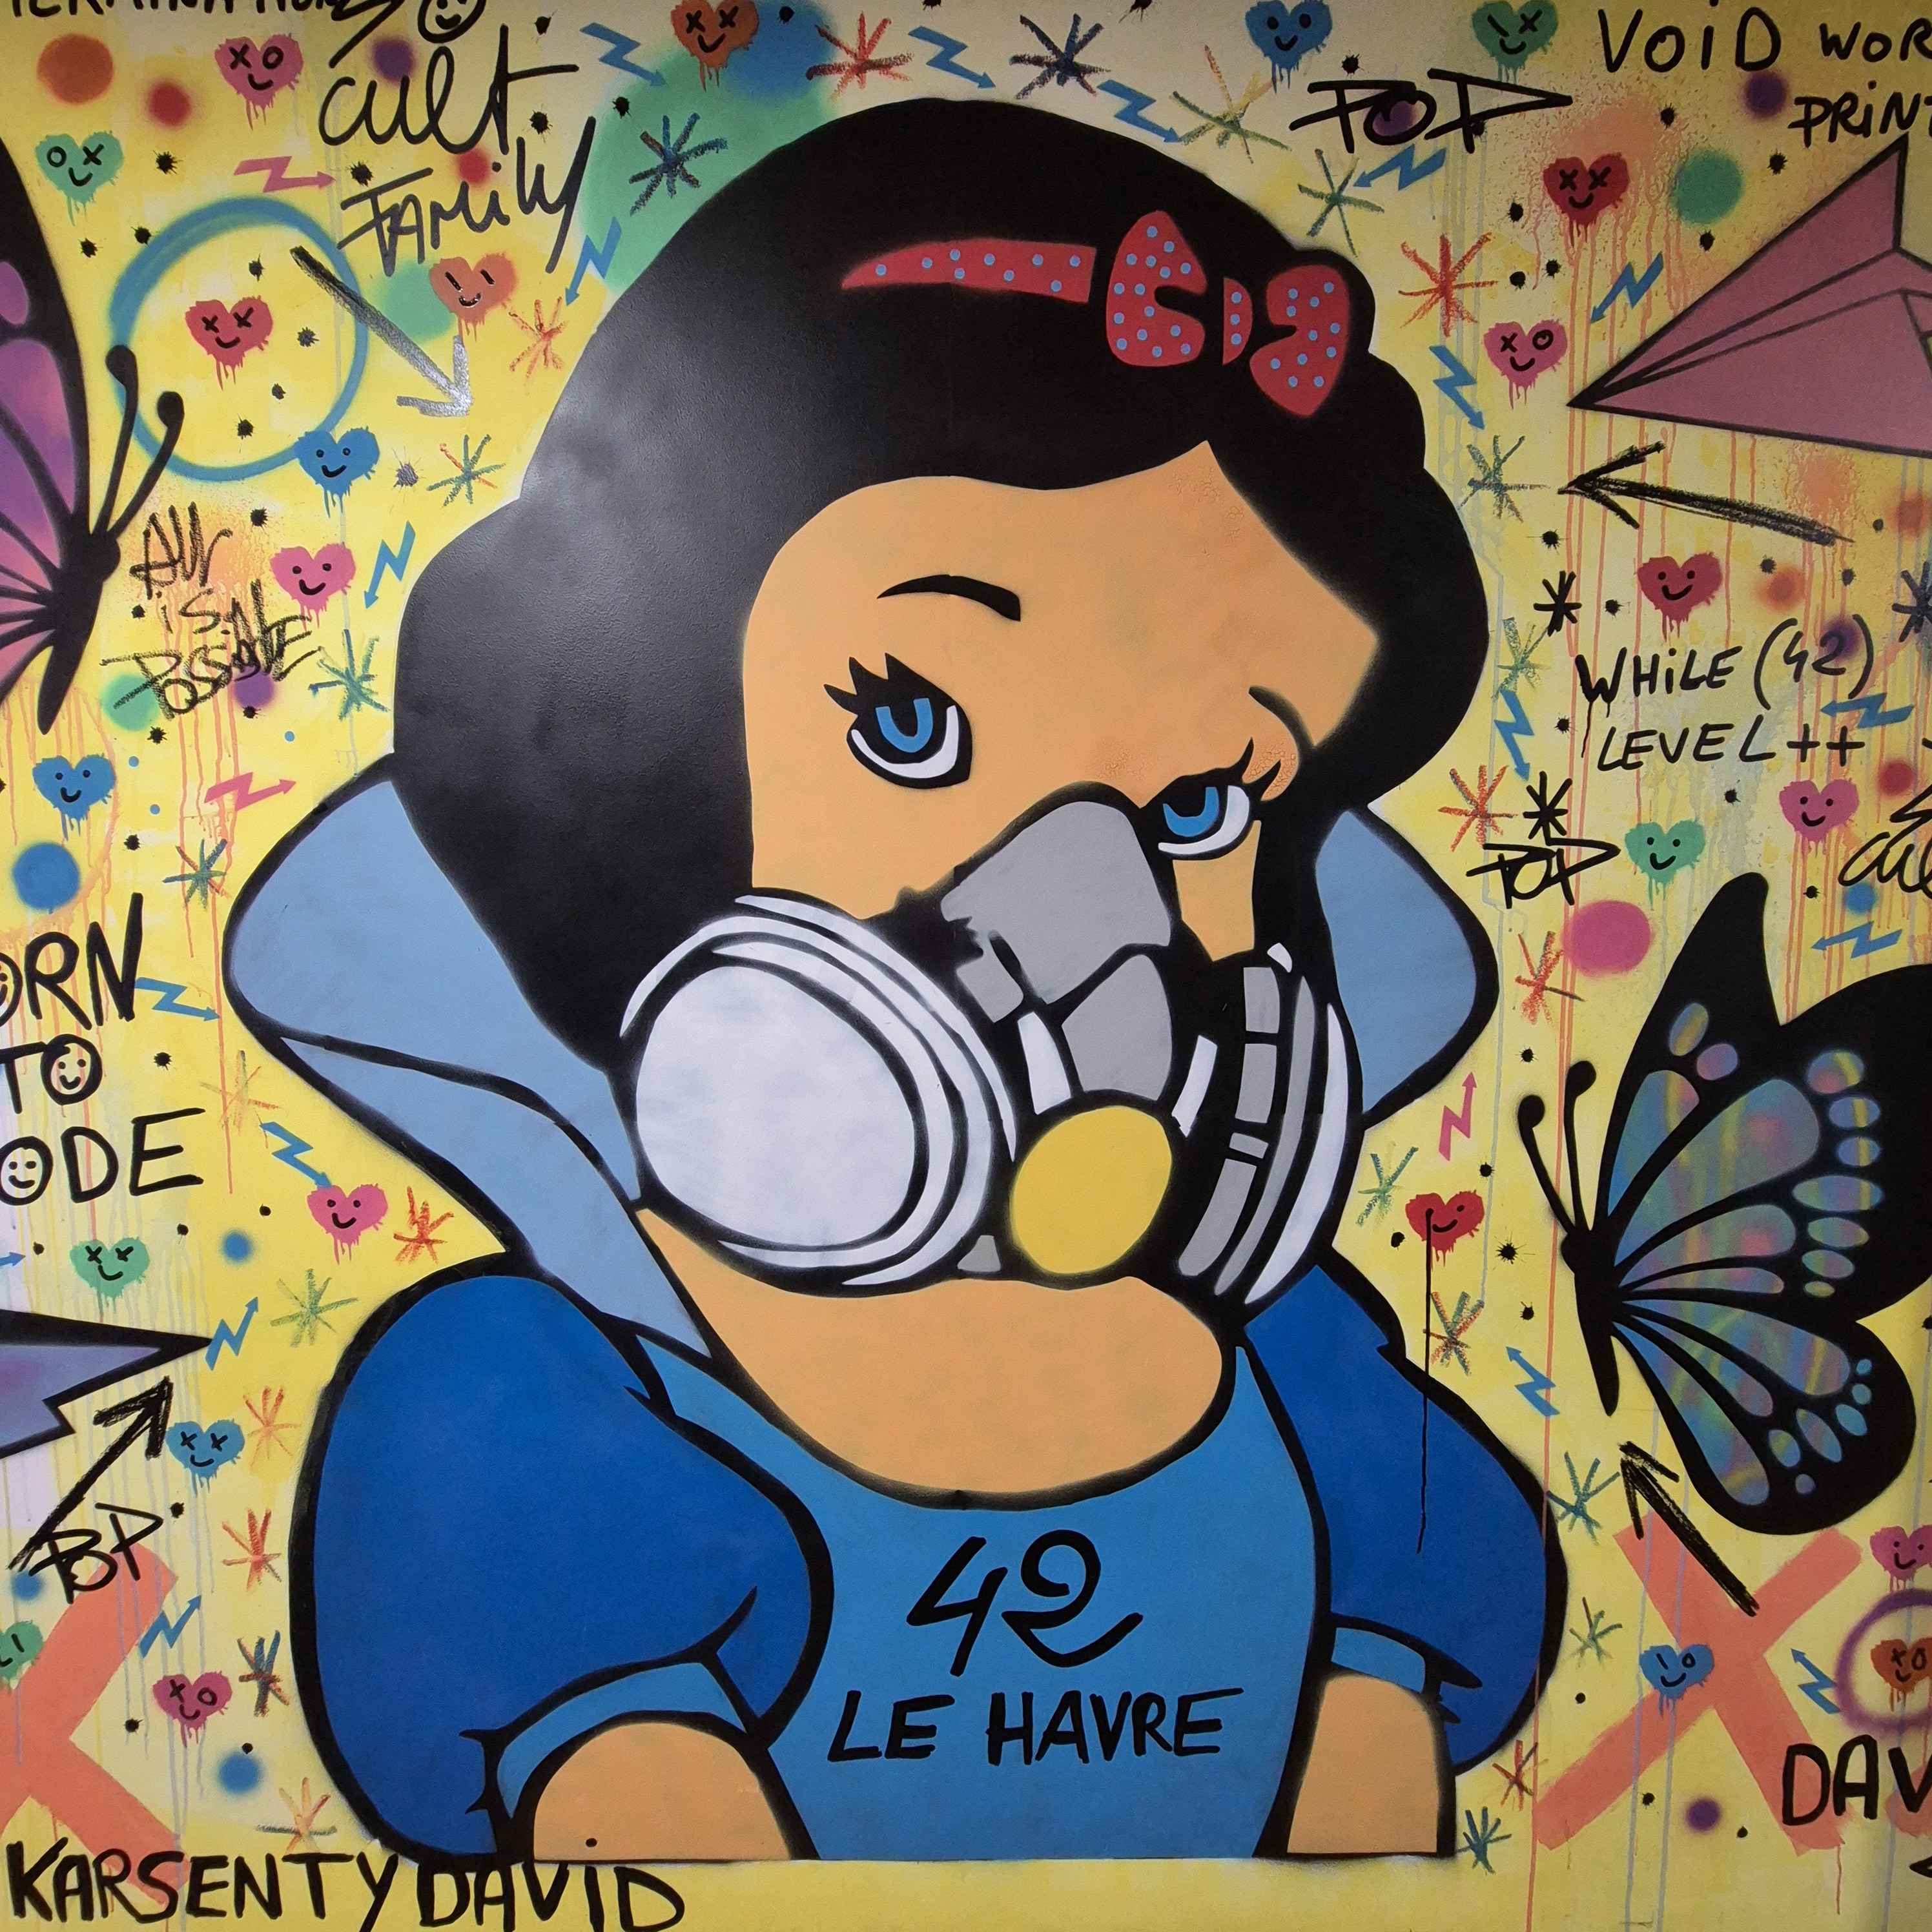 cult
Family
POP
VOID WOR
PRINT
All
is
Possible
WHILE (42)
LEVEL++
POP
ORN
TO
ODE
POP
42
LE HAVRE
DAV
KARSENTY DAVID